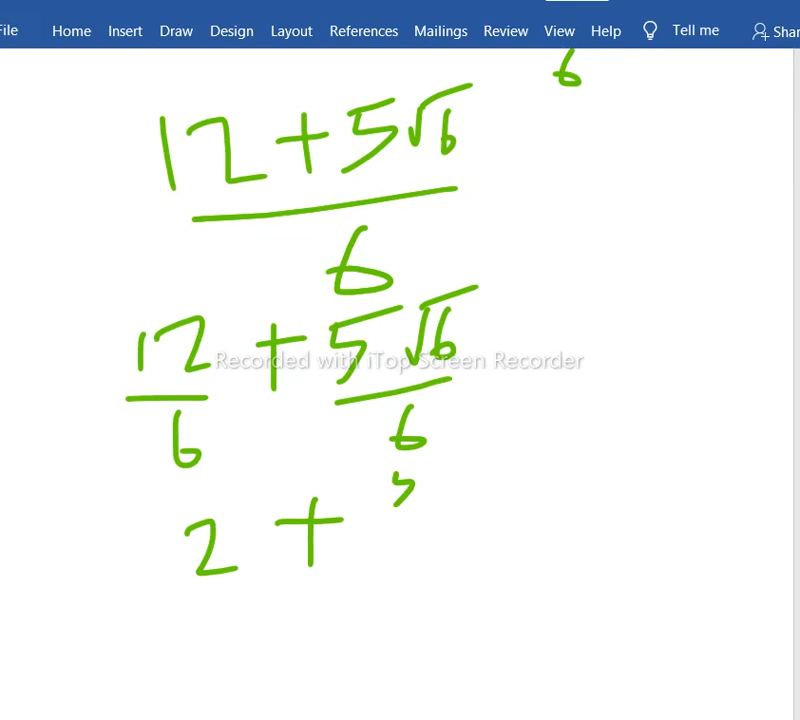 File Home Insert Draw Design Layout References Mailings Review View Help Tell me Shar
6
12 + 5√6
6
12 + 5√6
Recorded with iTop Screen Recorder
6 6
2 +